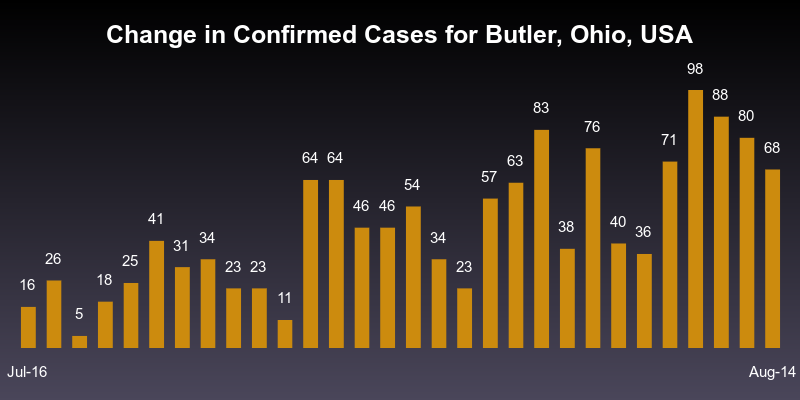 Change in Confirmed Cases for Butler, Ohio, USA
16 26 5 18 25 41 31 34 23 23 11 64 64 46 46 54 34 23 57 63 83 38 76 40 36 71 98 88 80 68
Jul-16 Aug-14